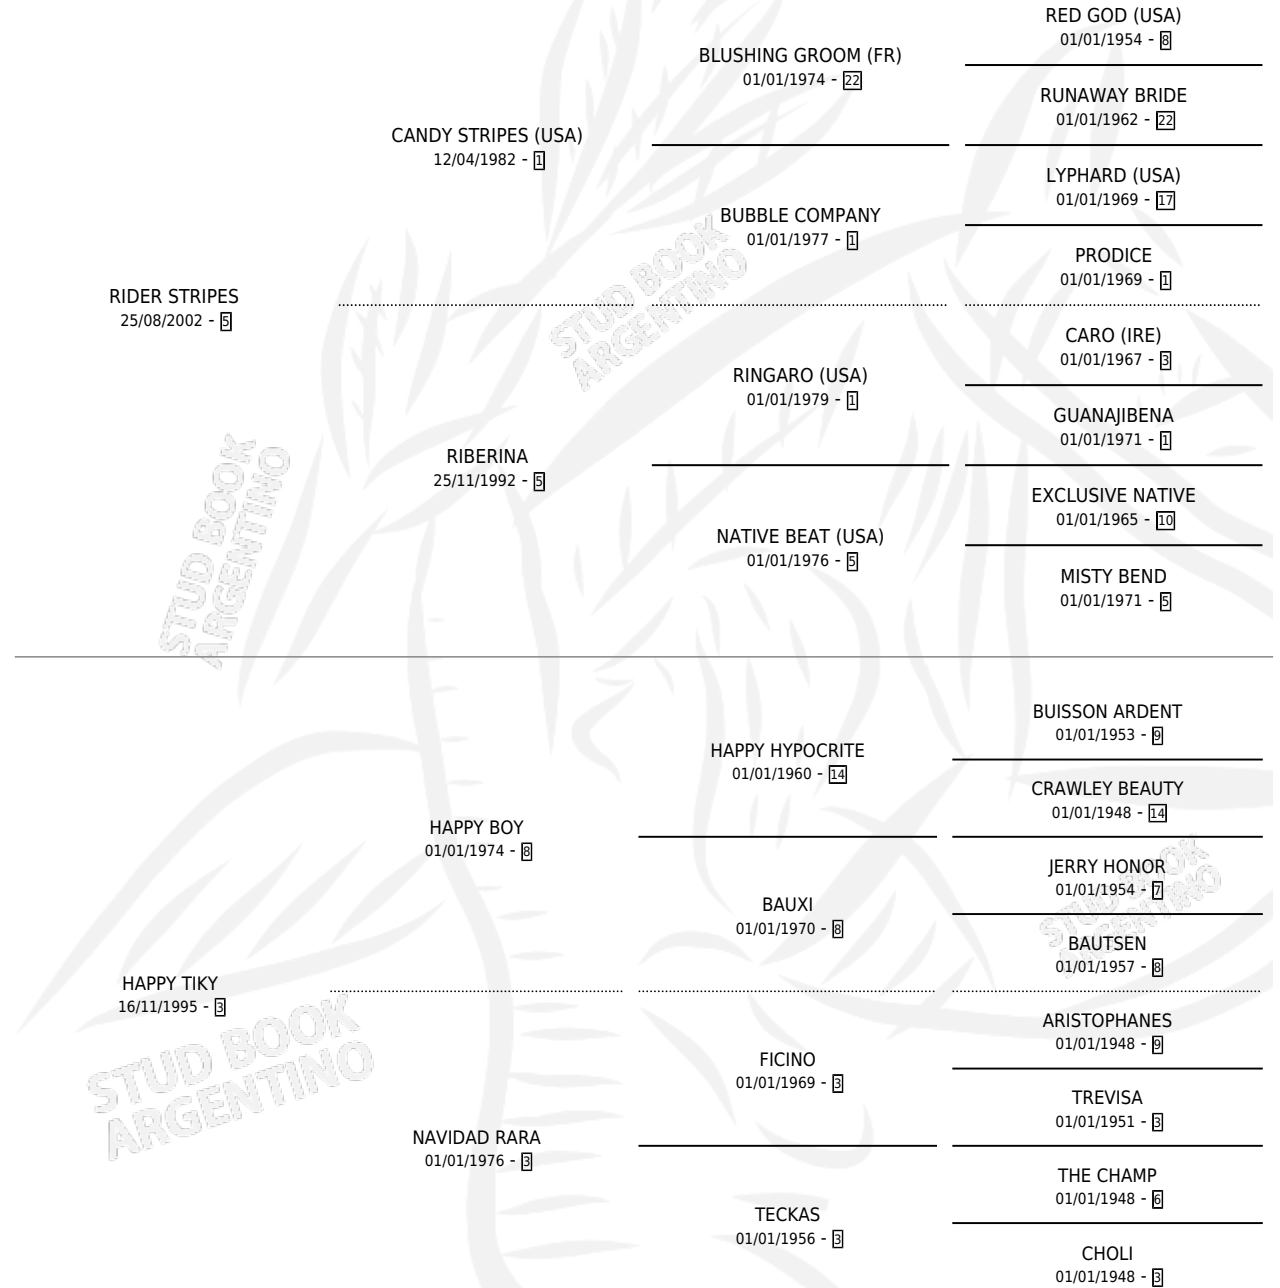 RED GOD (USA)
01/01/1954 - 8
BLUSHING GROOM (FR)
01/01/1974 - 22
RUNAWAY BRIDE
01/01/1962 - 22
CANDY STRIPES (USA)
12/04/1982 - 1
LYPHARD (USA)
01/01/1969 - 17
BUBBLE COMPANY
01/01/1977 - 1
PRODICE
01/01/1969 - 1
RIDER STRIPES
25/08/2002 - 5
STUD BOOK
ARGENTINO
CARO (IRE)
01/01/1967 - 3
RINGARO (USA)
01/01/1979 - 1
GUANAJIBENA
01/01/1971 - 1
RIBERINA
25/11/1992 - 5
EXCLUSIVE NATIVE
01/01/1965 - 10
NATIVE BEAT (USA)
01/01/1976 - 5
MISTY BEND
01/01/1971 - 5
STUD BOOK
ARGENTINO
BUISSON ARDENT
01/01/1953 - 9
HAPPY HYPOCRITE
01/01/1960 - 14
CRAWLEY BEAUTY
01/01/1948 - 14
HAPPY BOY
01/01/1974 - 8
JERRY HONOR
01/01/1954 - 7
BAUXI
01/01/1970 - 8
BAUTSEN
01/01/1957 - 8
STUD BOOK
ARGENTINO
HAPPY TIKY
16/11/1995 - 3
ARISTOPHANES
01/01/1948 - 9
FICINO
01/01/1969 - 3
TREVISA
01/01/1951 - 3
STUD BOOK
ARGENTINO
NAVIDAD RARA
01/01/1976 - 3
THE CHAMP
01/01/1948 - 6
TECKAS
01/01/1956 - 3
CHOLI
01/01/1948 - 3